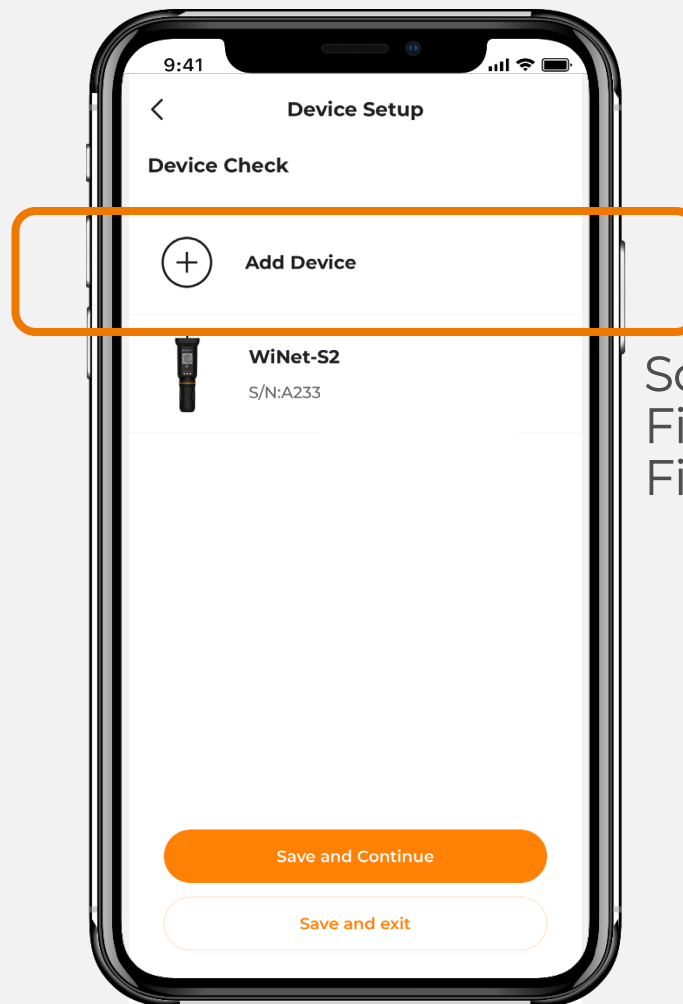 9:41
Device Setup
Device Check
Add Device
WiNet-S2
S/N:A233
Save and Continue
Save and exit